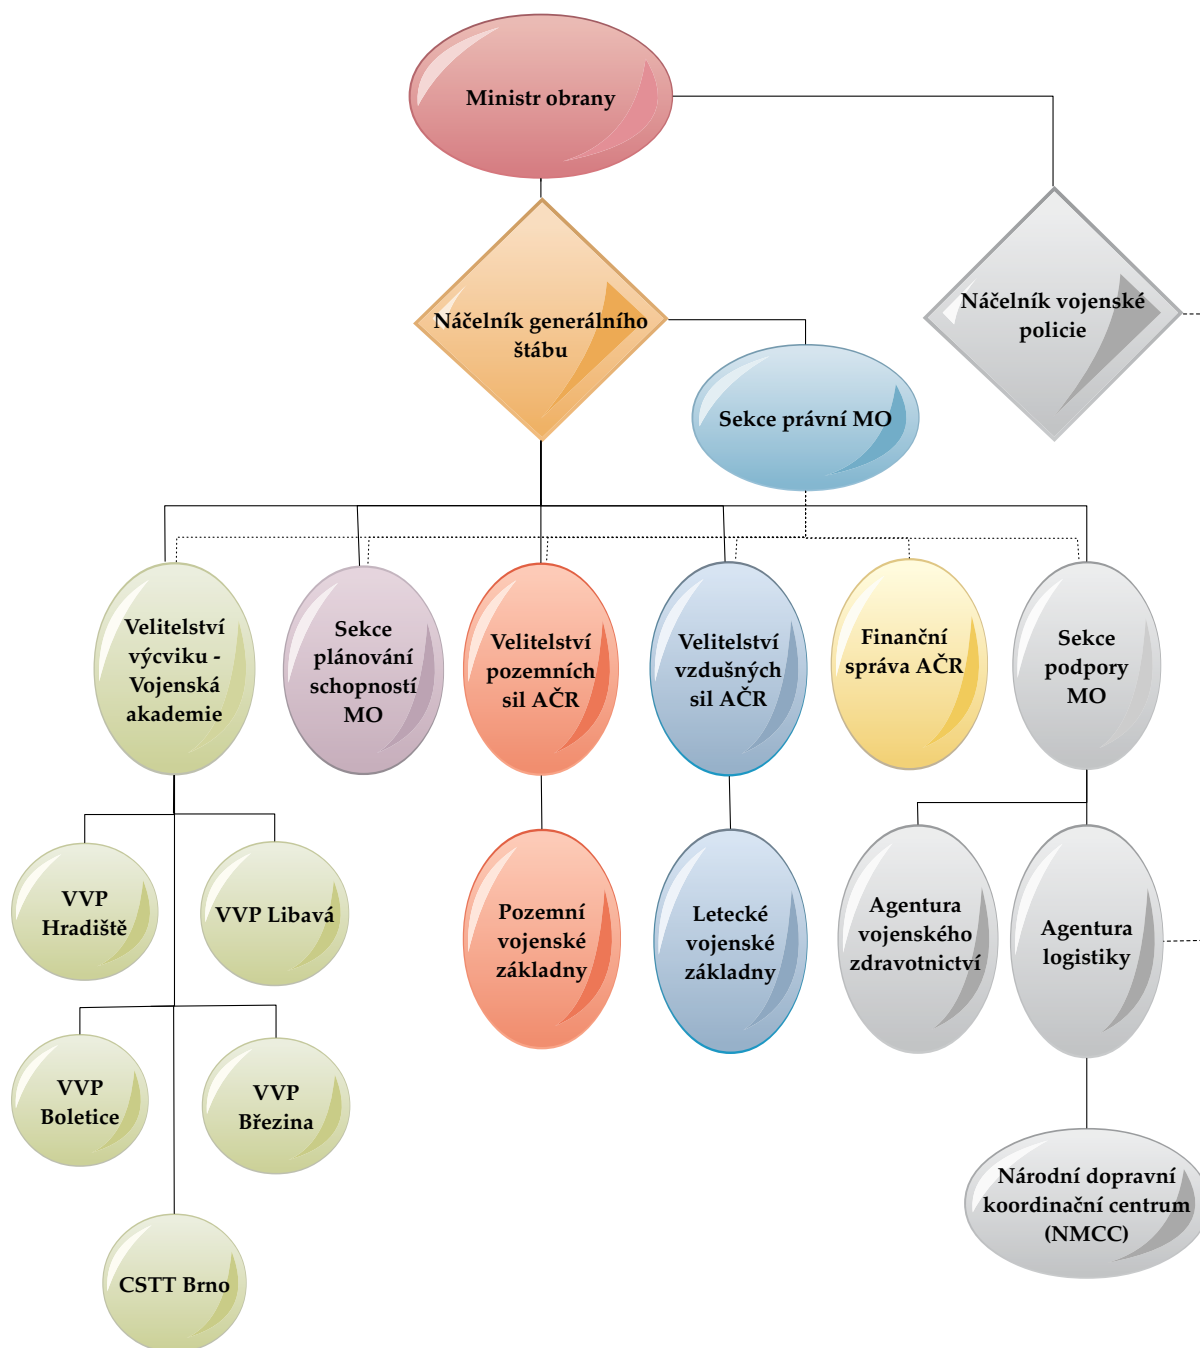 Ministr obrany
Náčelník generálního
štábu
Náčelník vojenské
policie
Sekce právní MO
Velitelství
výcviku -
Vojenská
akademie
Sekce
plánování
schopností
MO
Velitelství
pozemních
sil AČR
Velitelství
vzdušných
sil AČR
Finanční
správa AČR
Sekce
podpory
MO
VVP
Hradiště
VVP Libavá
Pozemní
vojenské
základny
Letecké
vojenské
základny
Agentura
vojenského
zdravotnictví
Agentura
logistiky
VVP
Boletice
VVP
Březina
Národní dopravní
koordinační centrum
(NMCC)
CSTT Brno